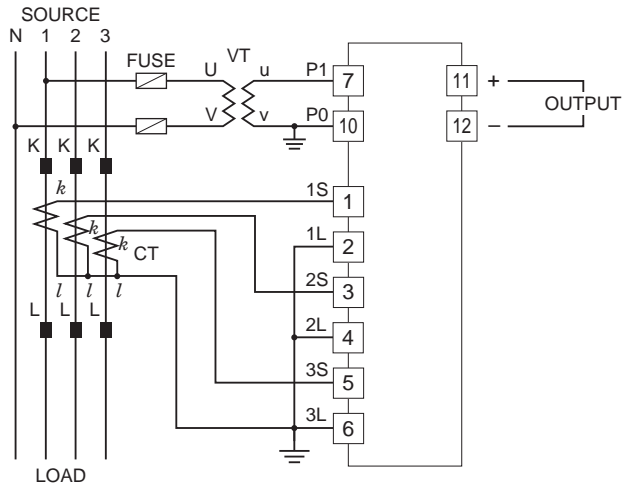 SOURCE
N 1 2 3
FUSE
VT
U u P1 7 11 +
OUTPUT
V v P0 10 12 −
K K K
k 1S 1
k
k CT
1L 2
l l l
2S 3
L L L
2L 4
3S 5
3L 6
LOAD